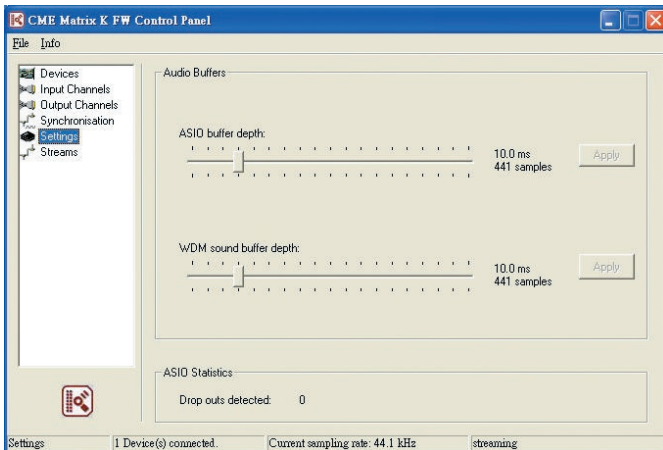 CME Matrix K FW Control Panel
File Info
Devices
Input Channels
Output Channels
Synchronisation
Settings
Streams
Audio Buffers
ASIO buffer depth:
10.0 ms
441 samples
Apply
WDM sound buffer depth:
10.0 ms
441 samples
Apply
ASIO Statistics
Drop outs detected: 0
Settings 1 Device(s) connected. Current sampling rate: 44.1 kHz streaming